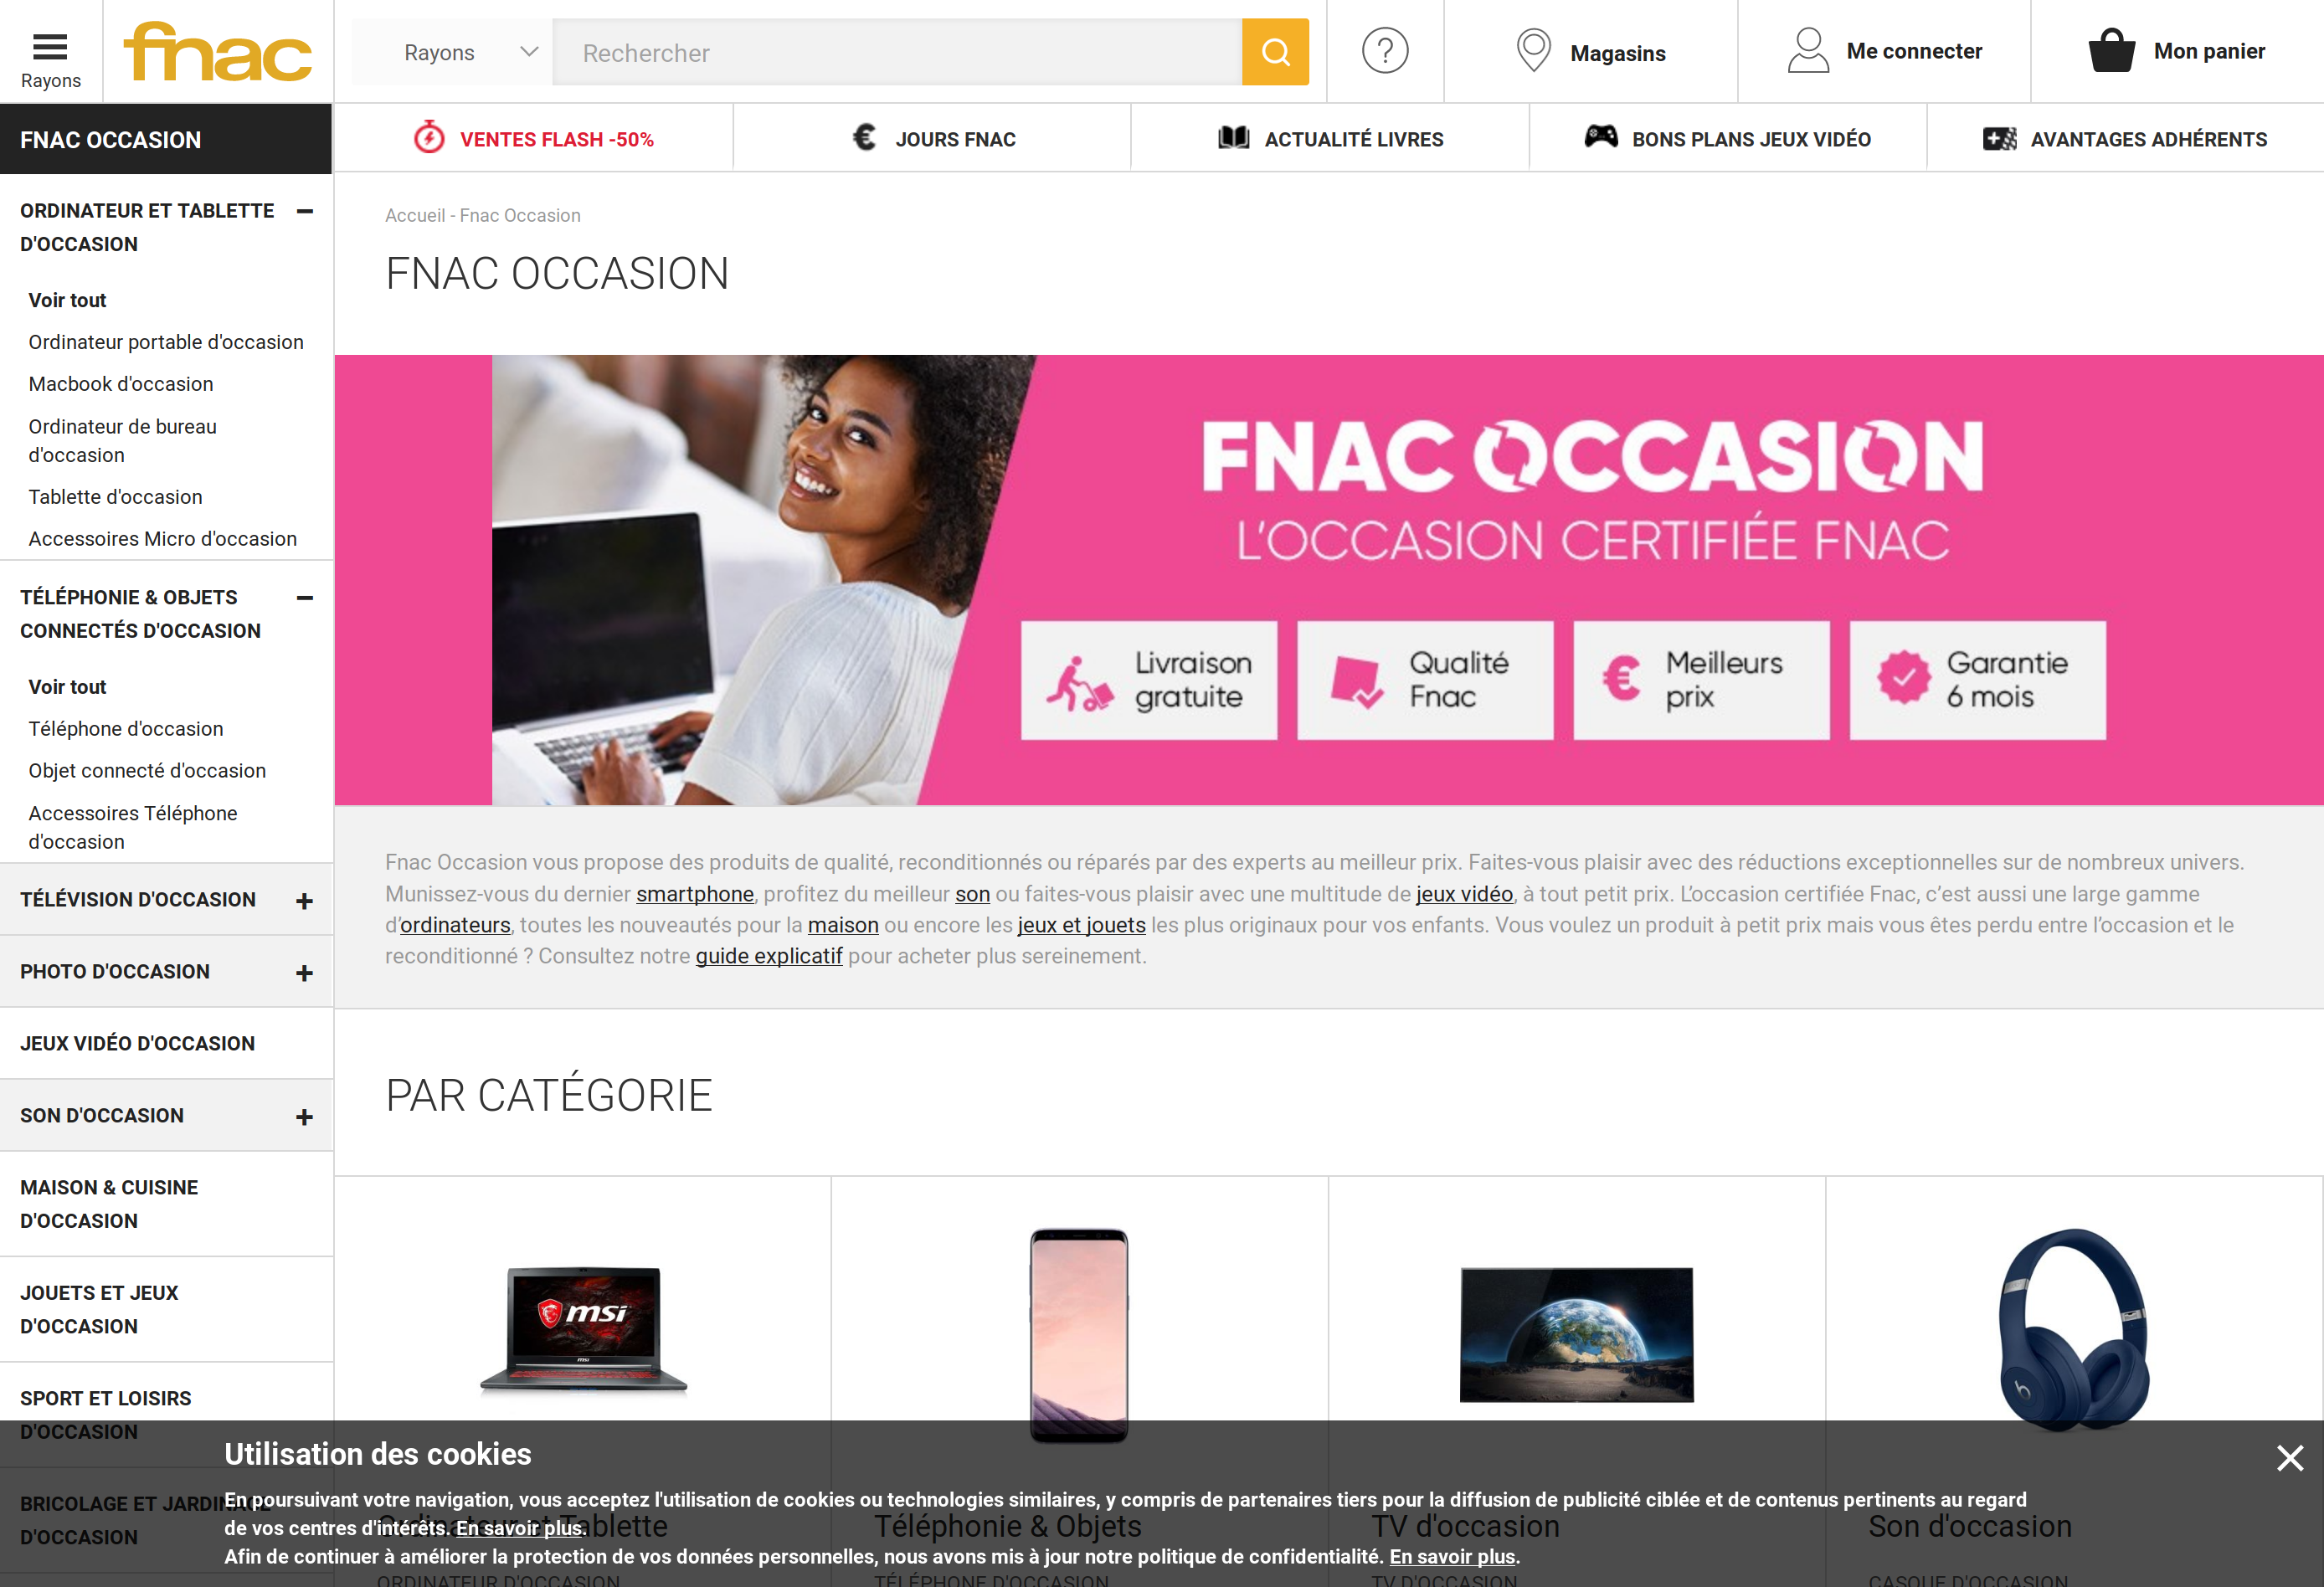 Rayons
fnac
Rayons
Rechercher
?
Magasins
Me connecter
Mon panier
FNAC OCCASION
VENTES FLASH -50%
JOURS FNAC
ACTUALITÉ LIVRES
BONS PLANS JEUX VIDÉO
AVANTAGES ADHÉRENTS
ORDINATEUR ET TABLETTE
D'OCCASION
Voir tout
Ordinateur portable d'occasion
Macbook d'occasion
Ordinateur de bureau
d'occasion
Tablette d'occasion
Accessoires Micro d'occasion
TÉLÉPHONIE & OBJETS
CONNECTÉS D'OCCASION
Voir tout
Téléphone d'occasion
Objet connecté d'occasion
Accessoires Téléphone
d'occasion
TÉLÉVISION D'OCCASION
PHOTO D'OCCASION
JEUX VIDÉO D'OCCASION
SON D'OCCASION
MAISON & CUISINE
D'OCCASION
JOUETS ET JEUX
D'OCCASION
SPORT ET LOISIRS
D'OCCASION
BRICOLAGE ET JARDINAGE
D'OCCASION
Accueil - Fnac Occasion
FNAC OCCASION
FNAC OCCASION
L'OCCASION CERTIFIÉE FNAC
Livraison
gratuite
Qualité
Fnac
Meilleurs
prix
Garantie
6 mois
Fnac Occasion vous propose des produits de qualité, reconditionnés ou réparés par des experts au meilleur prix. Faites-vous plaisir avec des réductions exceptionnelles sur de nombreux univers.
Munissez-vous du dernier smartphone, profitez du meilleur son ou faites-vous plaisir avec une multitude de jeux vidéo, à tout petit prix. L’occasion certifiée Fnac, c’est aussi une large gamme
d’ordinateurs, toutes les nouveautés pour la maison ou encore les jeux et jouets les plus originaux pour vos enfants. Vous voulez un produit à petit prix mais vous êtes perdu entre l’occasion et le
reconditionné ? Consultez notre guide explicatif pour acheter plus sereinement.
PAR CATÉGORIE
msi
msi
Ordinateur et Tablette
Téléphonie & Objets
TV d'occasion
Son d'occasion
ORDINATEUR D'OCCASION
TÉLÉPHONE D'OCCASION
TV D'OCCASION
CASQUE D'OCCASION
Utilisation des cookies
En poursuivant votre navigation, vous acceptez l'utilisation de cookies ou technologies similaires, y compris de partenaires tiers pour la diffusion de publicité ciblée et de contenus pertinents au regard
de vos centres d'intérêts. En savoir plus.
Afin de continuer à améliorer la protection de vos données personnelles, nous avons mis à jour notre politique de confidentialité. En savoir plus.